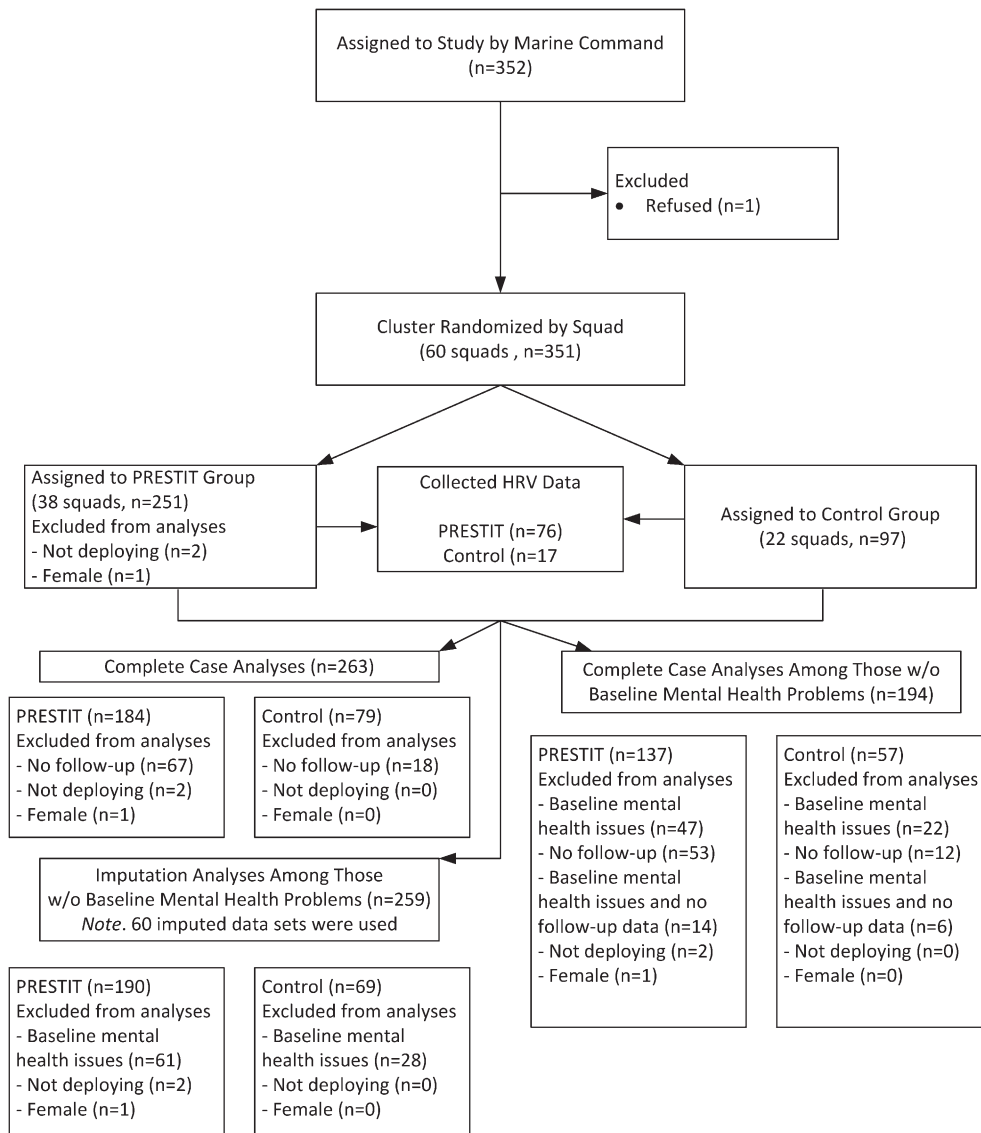 Assigned to Study by Marine Command
(n=352)
Excluded
• Refused (n=1)
Cluster Randomized by Squad
(60 squads , n=351)
Assigned to PRESTIT Group
(38 squads, n=251)
Excluded from analyses
- Not deploying (n=2)
- Female (n=1)
Collected HRV Data
PRESTIT (n=76)
Control (n=17
Assigned to Control Group
(22 squads, n=97)
Complete Case Analyses (n=263)
PRESTIT (n=184)
Excluded from analyses
- No follow-up (n=67)
- Not deploying (n=2)
- Female (n=1)
Control (n=79)
Excluded from analyses
- No follow-up (n=18)
- Not deploying (n=0)
- Female (n=0)
Complete Case Analyses Among Those w/o
Baseline Mental Health Problems (n=194)
PRESTIT (n=137)
Excluded from analyses
- Baseline mental
health issues (n=47)
- No follow-up (n=53)
- Baseline mental
health issues and no
follow-up data (n=14)
- Not deploying (n=2)
- Female (n=1)
Control (n=57)
Excluded from analyses
- Baseline mental
health issues (n=22)
- No follow-up (n=12)
- Baseline mental
health issues and no
follow-up data (n=6)
- Not deploying (n=0)
- Female (n=0)
Imputation Analyses Among Those
w/o Baseline Mental Health Problems (n=259)
Note. 60 imputed data sets were used
PRESTIT (n=190)
Excluded from analyses
- Baseline mental
health issues (n=61)
- Not deploying (n=2)
- Female (n=1)
Control (n=69)
Excluded from analyses
- Baseline mental
health issues (n=28)
- Not deploying (n=0)
- Female (n=0)